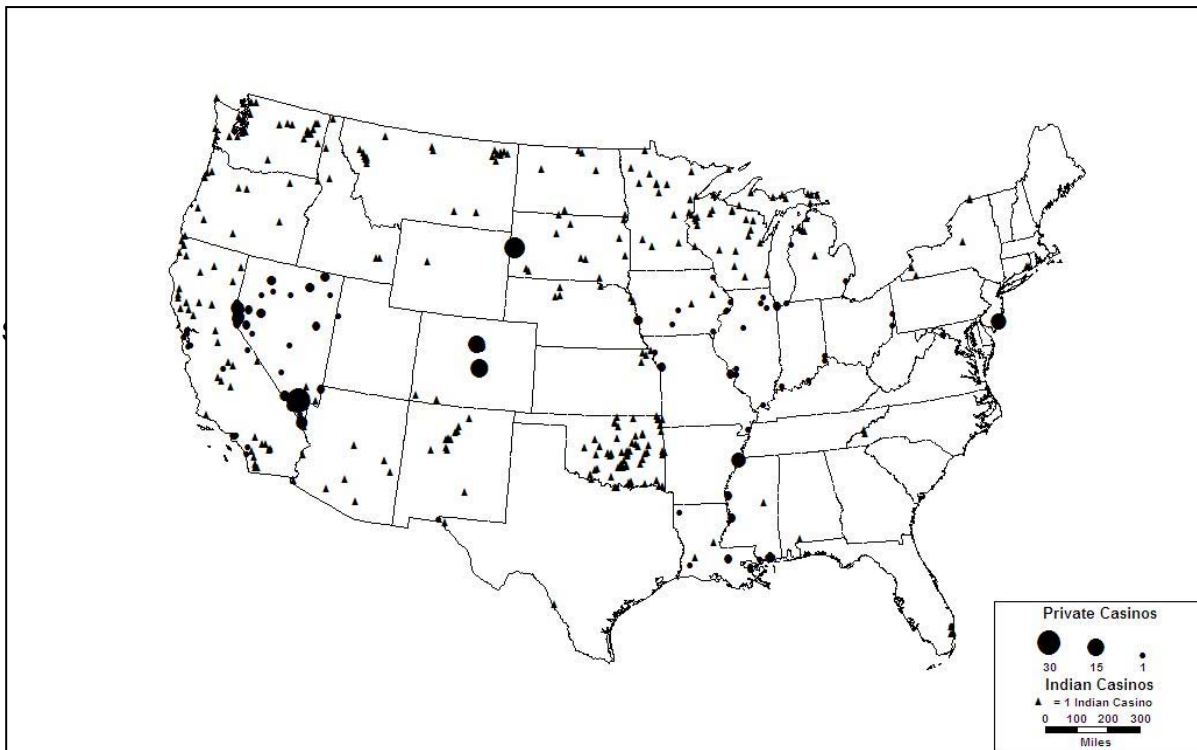 Private Casinos
30 15 1
Indian Casinos
▲ = 1 Indian Casino
0 100 200 300
Miles